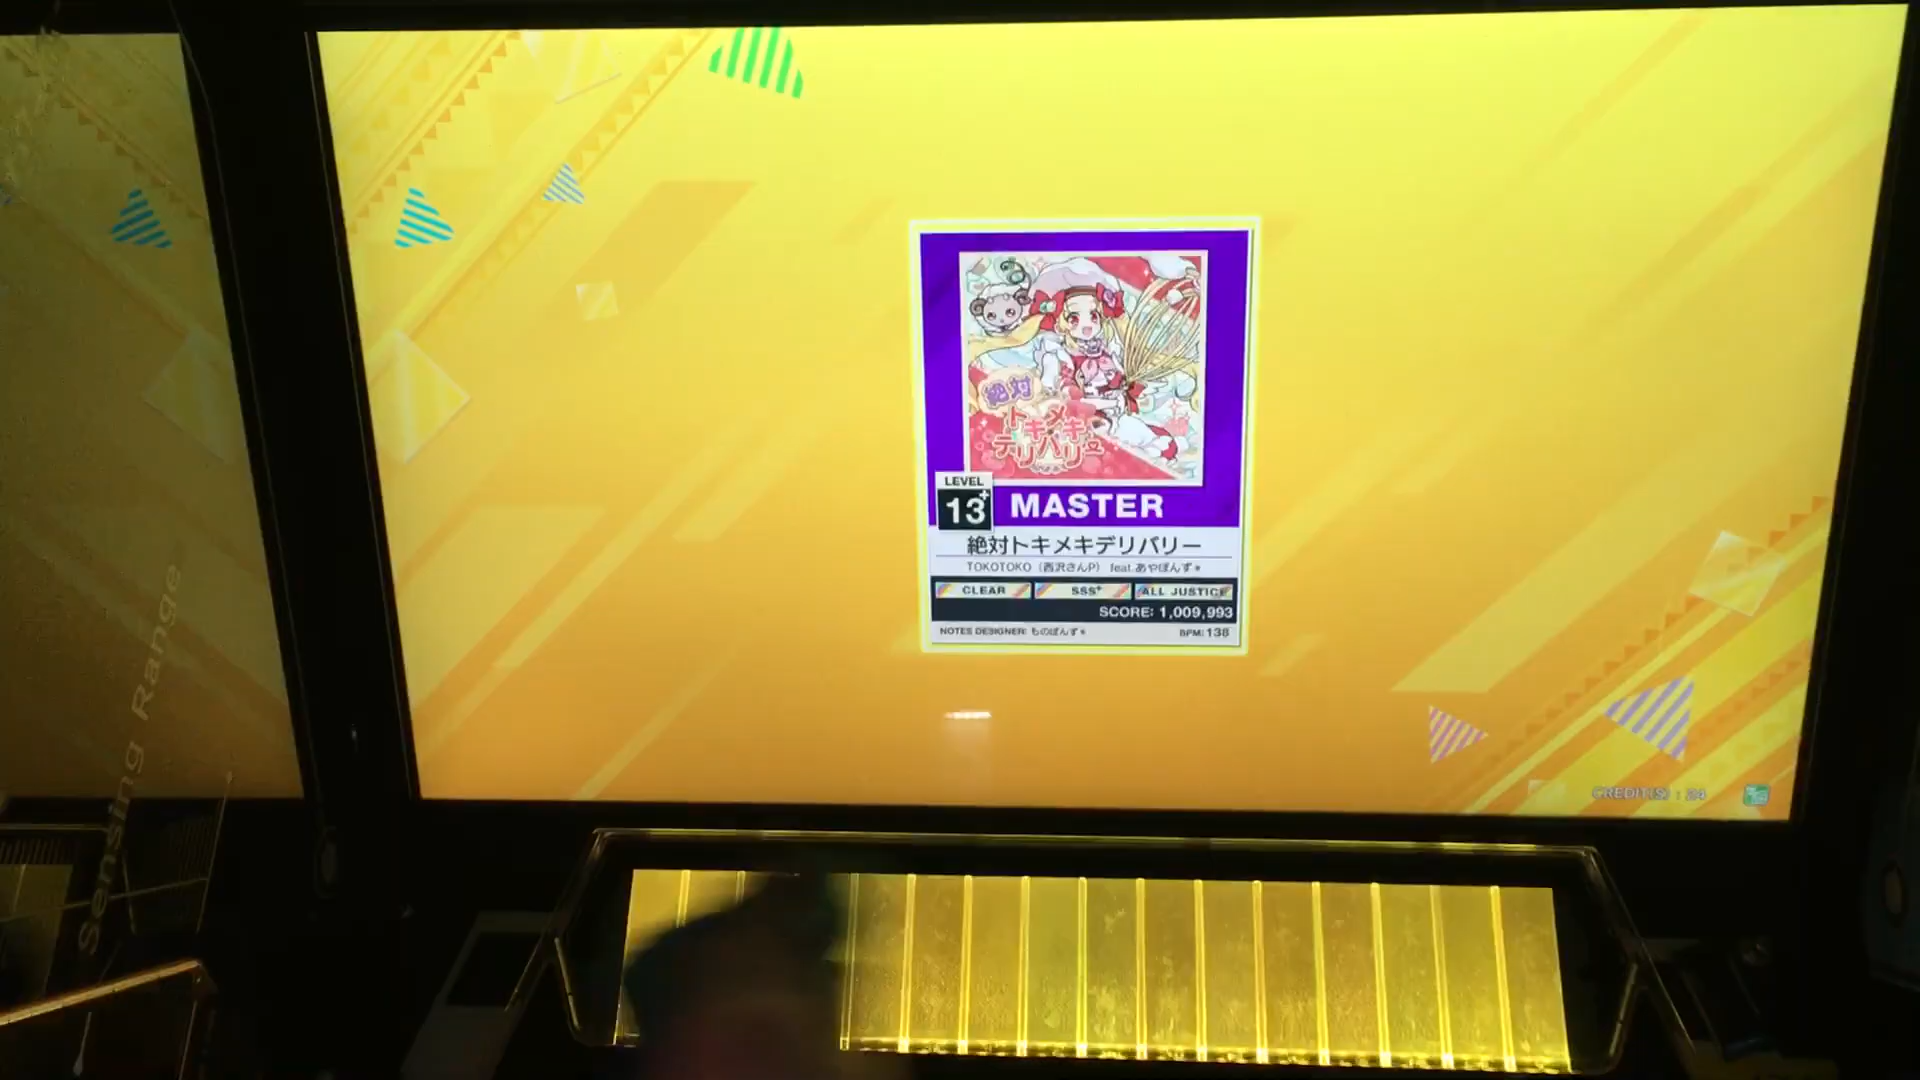 絶対
トキメキ
デリバリー
LEVEL
13+
MASTER
絶対トキメキデリバリー
TOKOTOKO（西沢さんP） feat.あやぽんず＊
CLEAR
SSS+
ALL JUSTICE
SCORE: 1,009,993
NOTES DESIGNER: ものぽんず＊
BPM: 138
CREDIT(S) : 24
Sensing Range